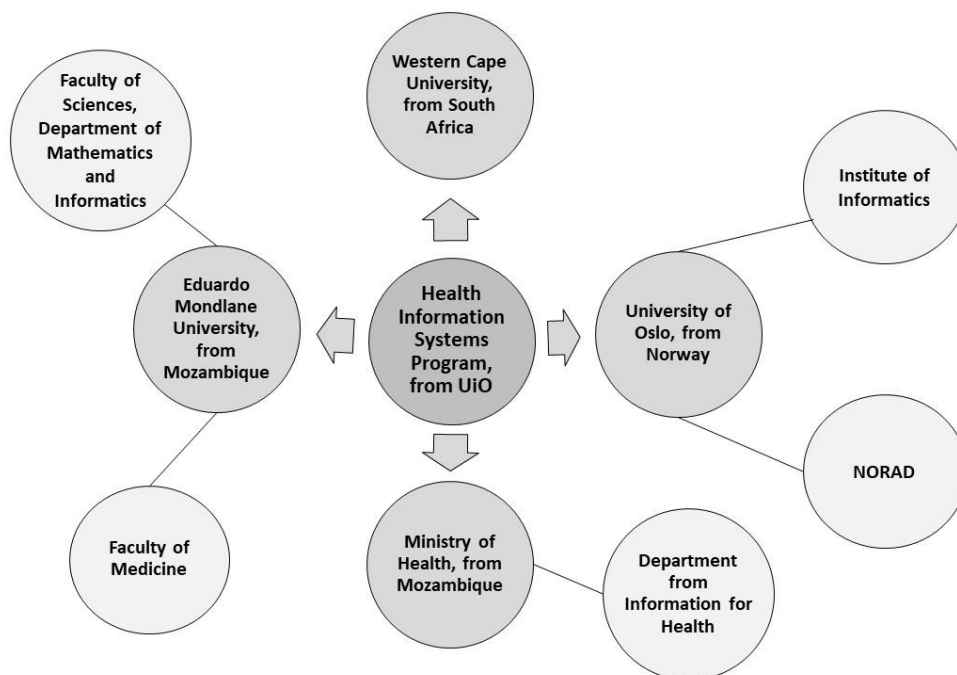 Western Cape
University,
from South
Africa
Faculty of
Sciences,
Department of
Mathematics
and
Informatics
Institute of
Informatics
Eduardo
Mondlane
University,
from
Mozambique
Health
Information
Systems
Program,
from UiO
University of
Oslo, from
Norway
NORAD
Faculty of
Medicine
Ministry of
Health, from
Mozambique
Department
from
Information for
Health